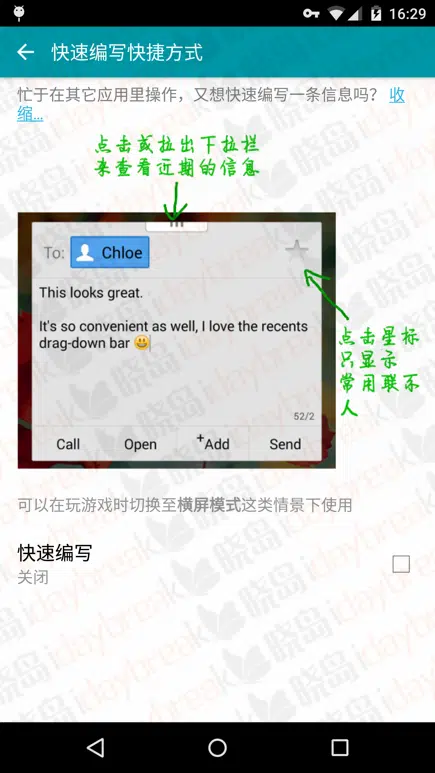 16:29
快速编写快捷方式
忙于在其它应用里操作，又想快速编写一条信息吗？ 收
缩...
点击或拉出下拉栏
来查看近期的信息
To: Chloe
This looks great.
It's so convenient as well, I love the recents
drag-down bar
点击星标
只显示
常用联系
人
52/2
Call Open +Add Send
可以在玩游戏时切换至横屏模式这类情景下使用
快速编写
关闭
晓岛 idaybreak